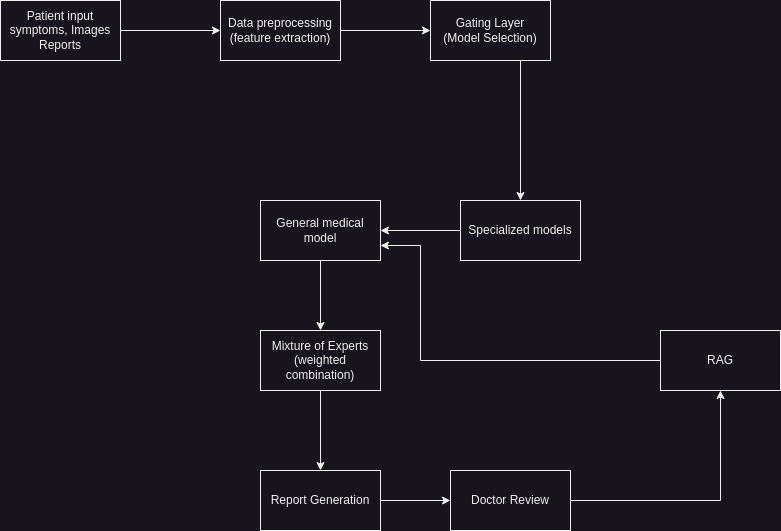 Patient input
symptoms, Images
Reports
Data preprocessing
(feature extraction)
Gating Layer
(Model Selection)
General medical
model
Specialized models
Mixture of Experts
(weighted
combination)
RAG
Report Generation
Doctor Review